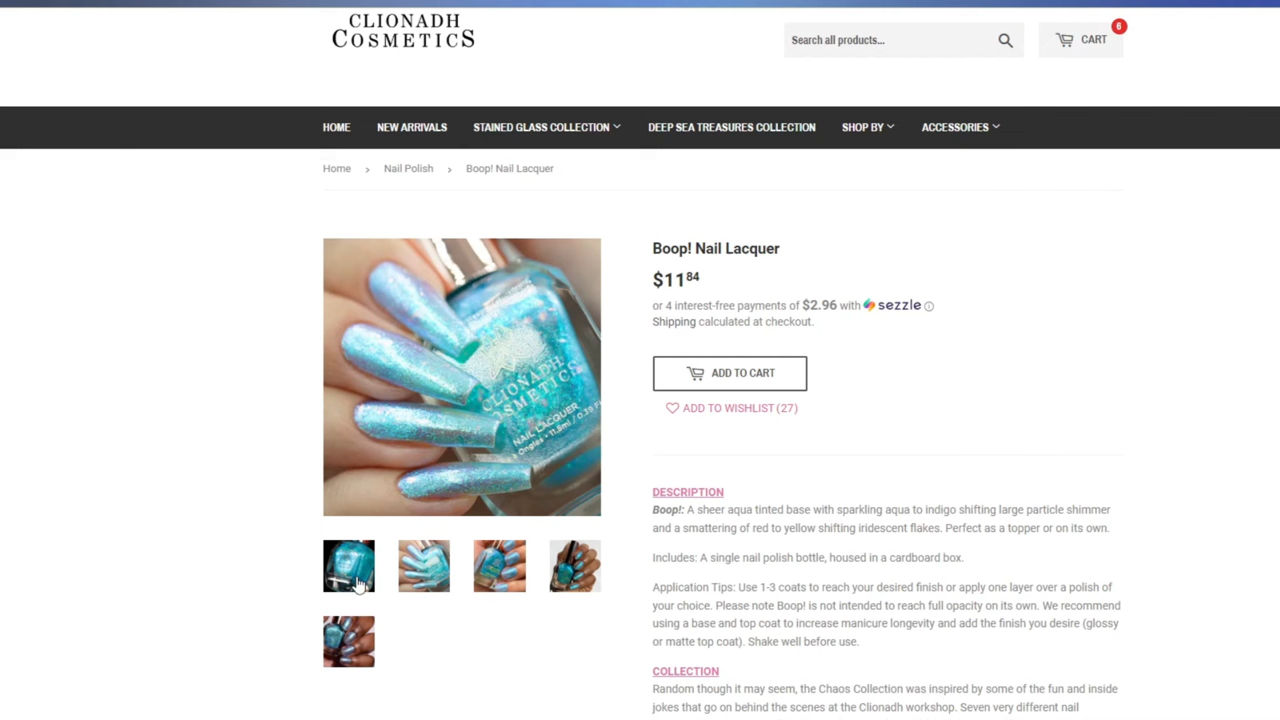 CLIONADH
COSMETICS
Search all products...
CART
6
HOME
NEW ARRIVALS
STAINED GLASS COLLECTION
DEEP SEA TREASURES COLLECTION
SHOP BY
ACCESSORIES
Home › Nail Polish › Boop! Nail Lacquer
CLIONADH
COSMETICS
NAIL LACQUER
Boop! Nail Lacquer
$11 84
or 4 interest-free payments of $2.96 with sezzle
Shipping calculated at checkout.
ADD TO CART
ADD TO WISHLIST (27)
DESCRIPTION
Boop!: A sheer aqua tinted base with sparkling aqua to indigo shifting large particle shimmer
and a smattering of red to yellow shifting iridescent flakes. Perfect as a topper or on its own.
Includes: A single nail polish bottle, housed in a cardboard box.
Application Tips: Use 1-3 coats to reach your desired finish or apply one layer over a polish of
your choice. Please note Boop! is not intended to reach full opacity on its own. We recommend
using a base and top coat to increase manicure longevity and add the finish you desire (glossy
or matte top coat). Shake well before use.
COLLECTION
Random though it may seem, the Chaos Collection was inspired by some of the fun and inside
jokes that go on behind the scenes at the Clionadh workshop. Seven very different nail